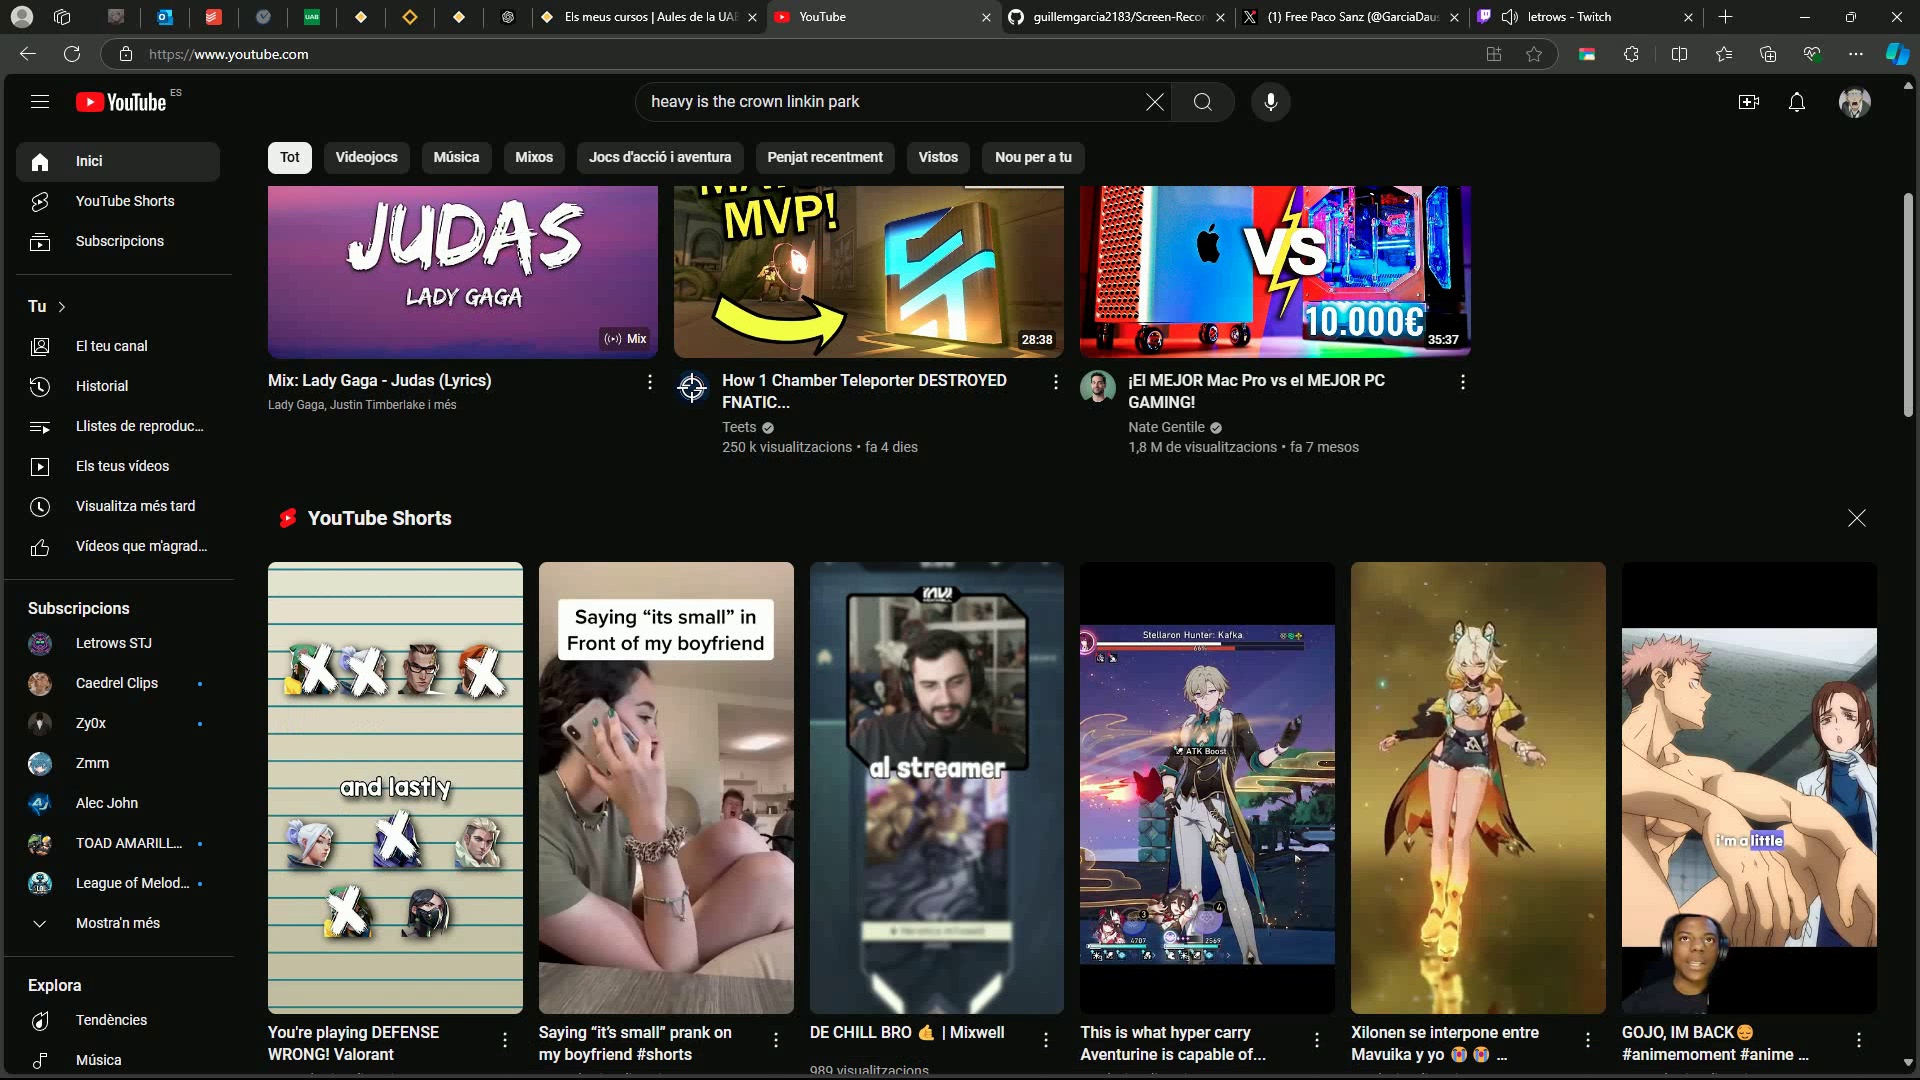 Els meus cursos | Aules de la UAB
YouTube
guillemgarcia2183/Screen-Recor
(1) Free Paco Sanz (@GarciaDaus
letrows - Twitch
https://www.youtube.com
YouTube ES
heavy is the crown linkin park
Tot
Videojocs
Música
Mixos
Jocs d'acció i aventura
Penjat recentment
Vistos
Nou per a tu
Inici
YouTube Shorts
Subscripcions
Tu
El teu canal
Historial
Llistes de reproduc...
Els teus vídeos
Visualitza més tard
Vídeos que m'agrad...
Subscripcions
Letrows STJ
Caedrel Clips
Zy0x
Zmm
Alec John
TOAD AMARILL...
League of Melod...
Mostra'n més
Explora
Tendències
Música
JUDAS
LADY GAGA
Mix
Mix: Lady Gaga - Judas (Lyrics)
Lady Gaga, Justin Timberlake i més
MVP!
28:38
How 1 Chamber Teleporter DESTROYED
FNATIC...
Teets
250 k visualitzacions • fa 4 dies
VS
10.000€
35:37
¡El MEJOR Mac Pro vs el MEJOR PC
GAMING!
Nate Gentile
1,8 M de visualitzacions • fa 7 mesos
YouTube Shorts
and lastly
You're playing DEFENSE
WRONG! Valorant
Saying “its small” in
Front of my boyfriend
Saying “it’s small” prank on
my boyfriend #shorts
al streamer
DE CHILL BRO 🤙 | Mixwell
989 visualitzacions
Stellaron Hunter: Kafka
66%
ATK Boost
3
4
4707
2569
This is what hyper carry
Aventurine is capable of...
Xilonen se interpone entre
Mavuika y yo 😭 😭 ...
i'm a little
GOJO, IM BACK😌
#animemoment #anime ...